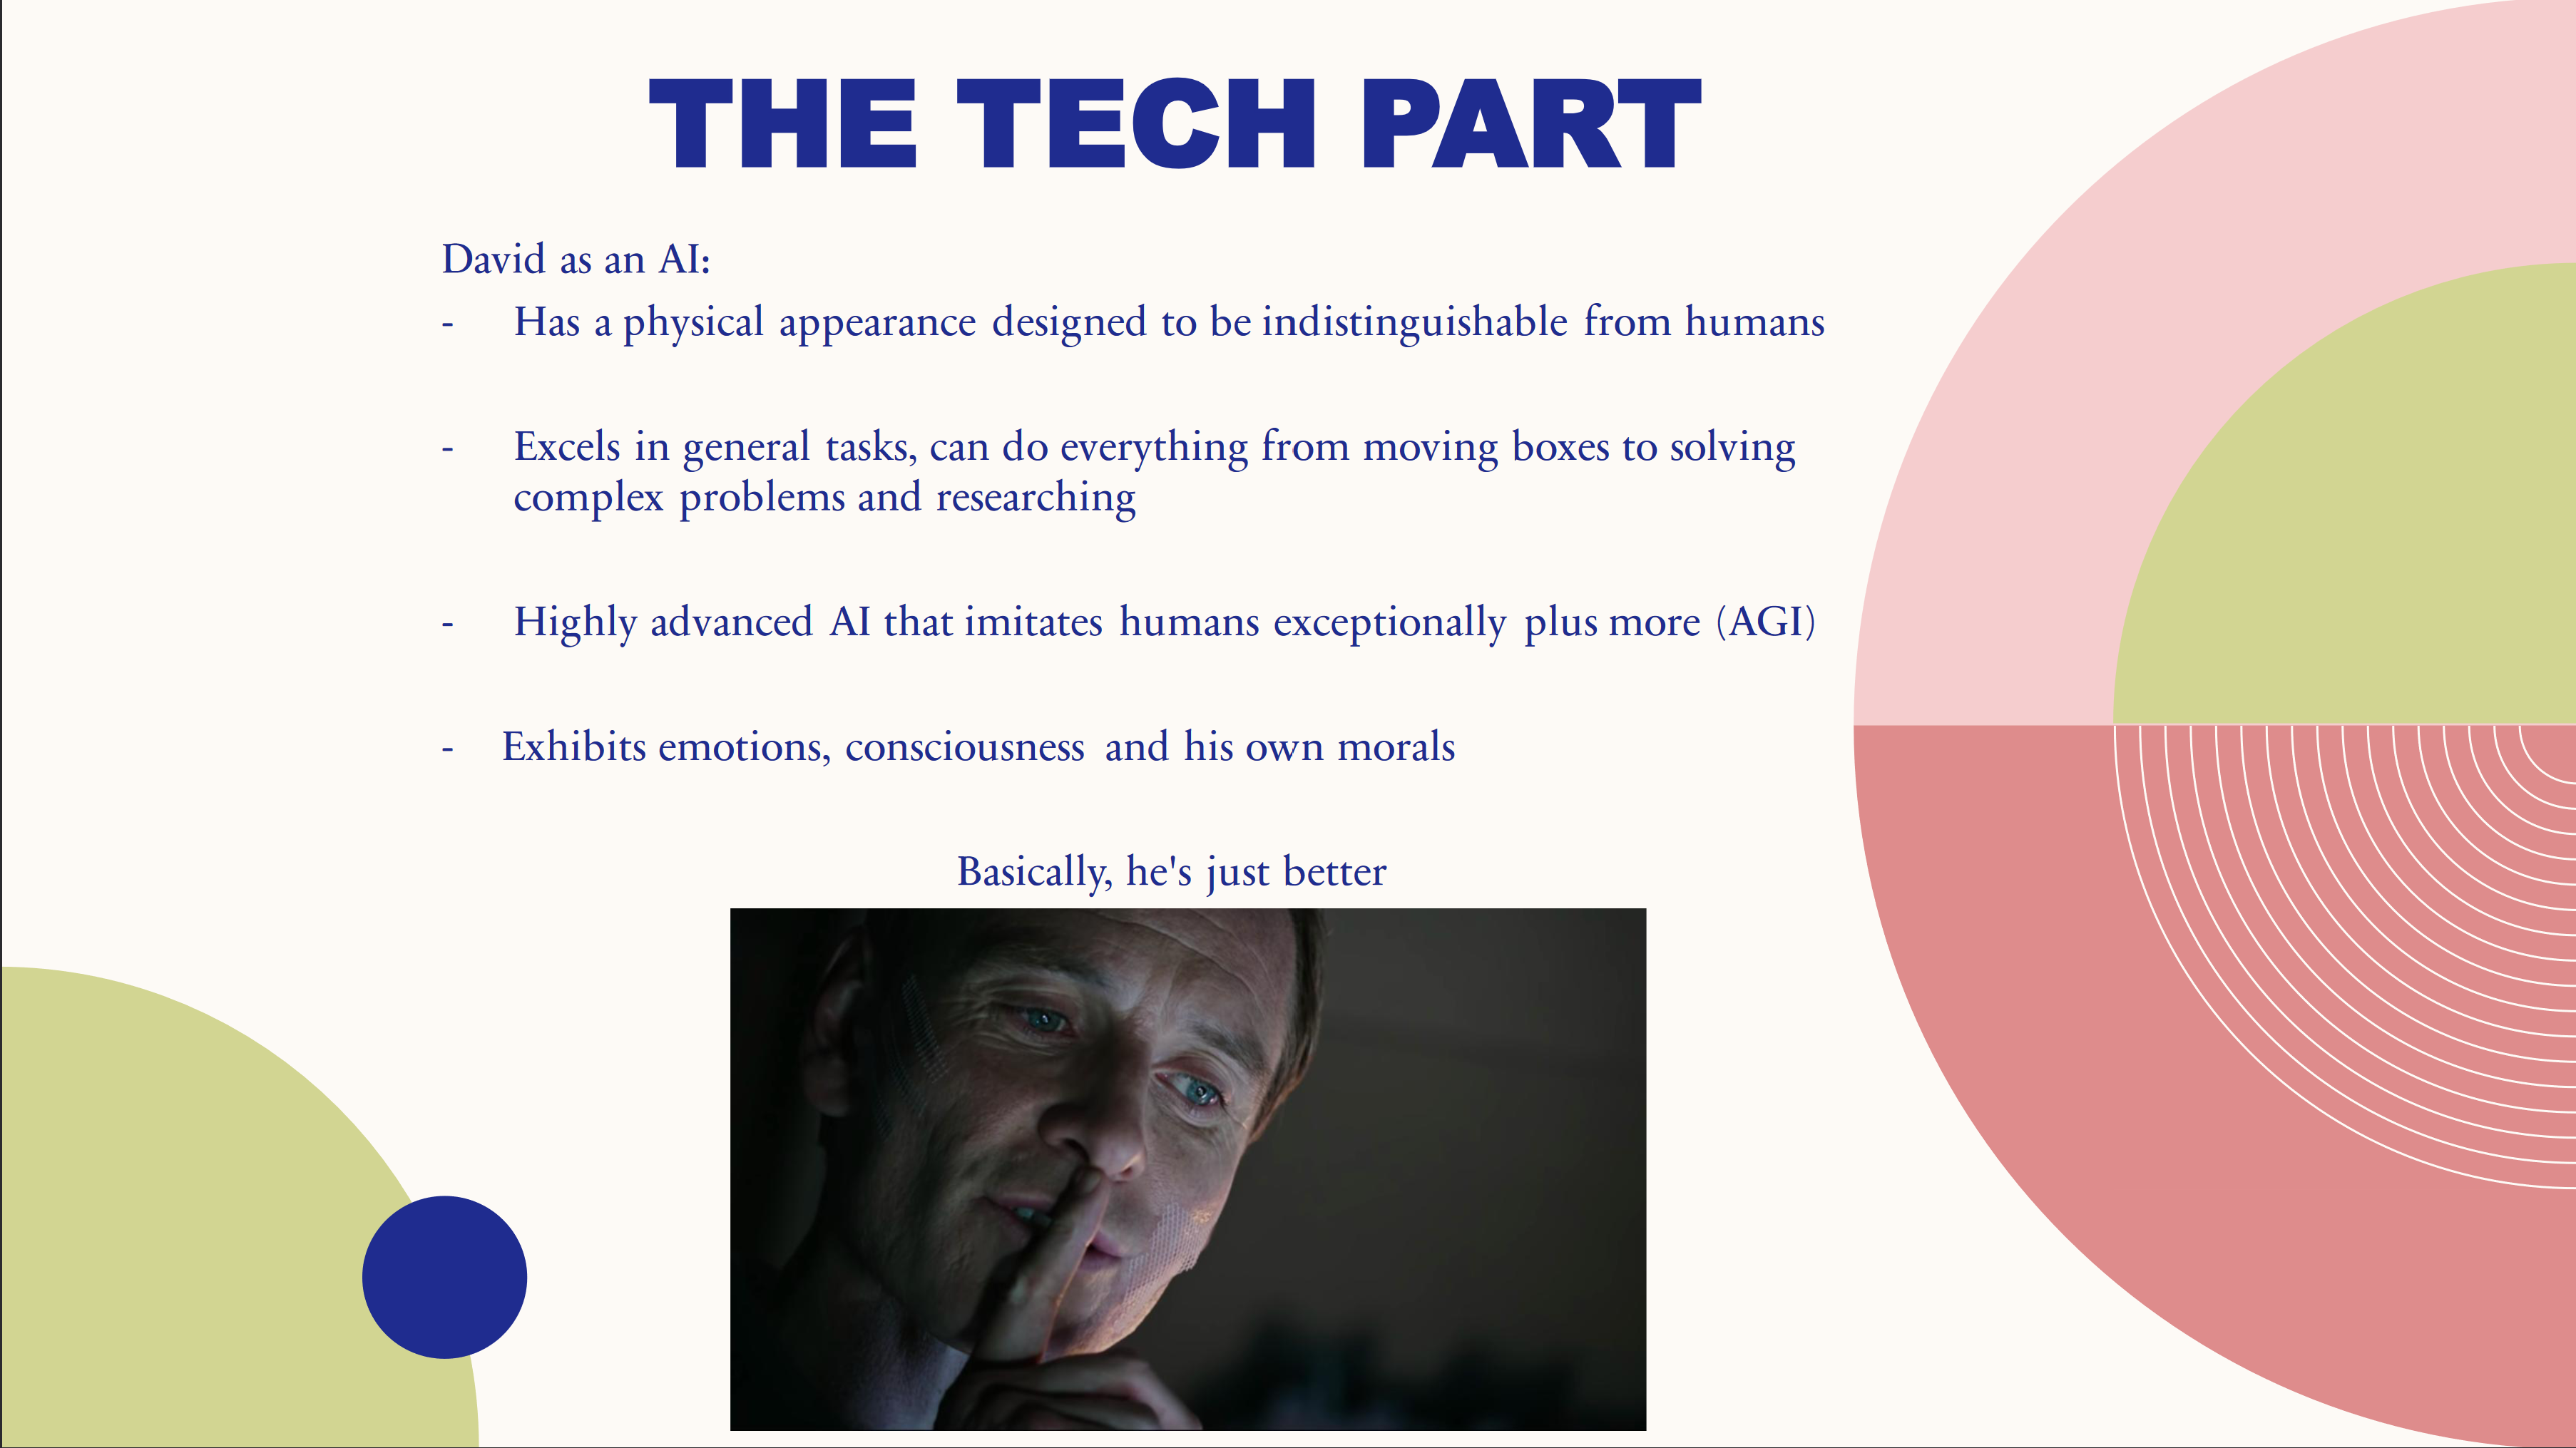 THE TECH PART
David as an AI:
- Has a physical appearance designed to be indistinguishable from humans
- Excels in general tasks, can do everything from moving boxes to solving
complex problems and researching
- Highly advanced AI that imitates humans exceptionally plus more (AGI)
- Exhibits emotions, consciousness and his own morals
Basically, he's just better